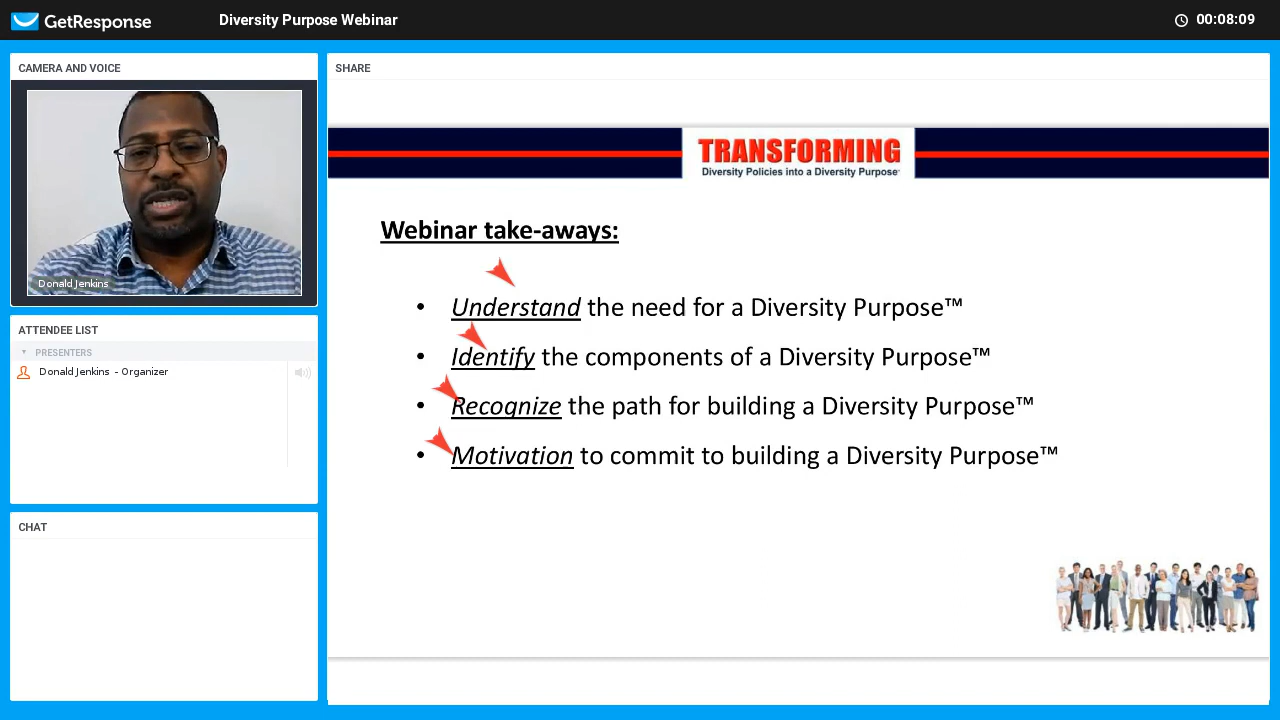 GetResponse
Diversity Purpose Webinar
00:08:09
CAMERA AND VOICE
Donald Jenkins
ATTENDEE LIST
PRESENTERS
Donald Jenkins - Organizer
CHAT
SHARE
TRANSFORMING
Diversity Policies into a Diversity Purpose
Webinar take-aways:
• Understand the need for a Diversity Purpose™
• Identify the components of a Diversity Purpose™
• Recognize the path for building a Diversity Purpose™
• Motivation to commit to building a Diversity Purpose™